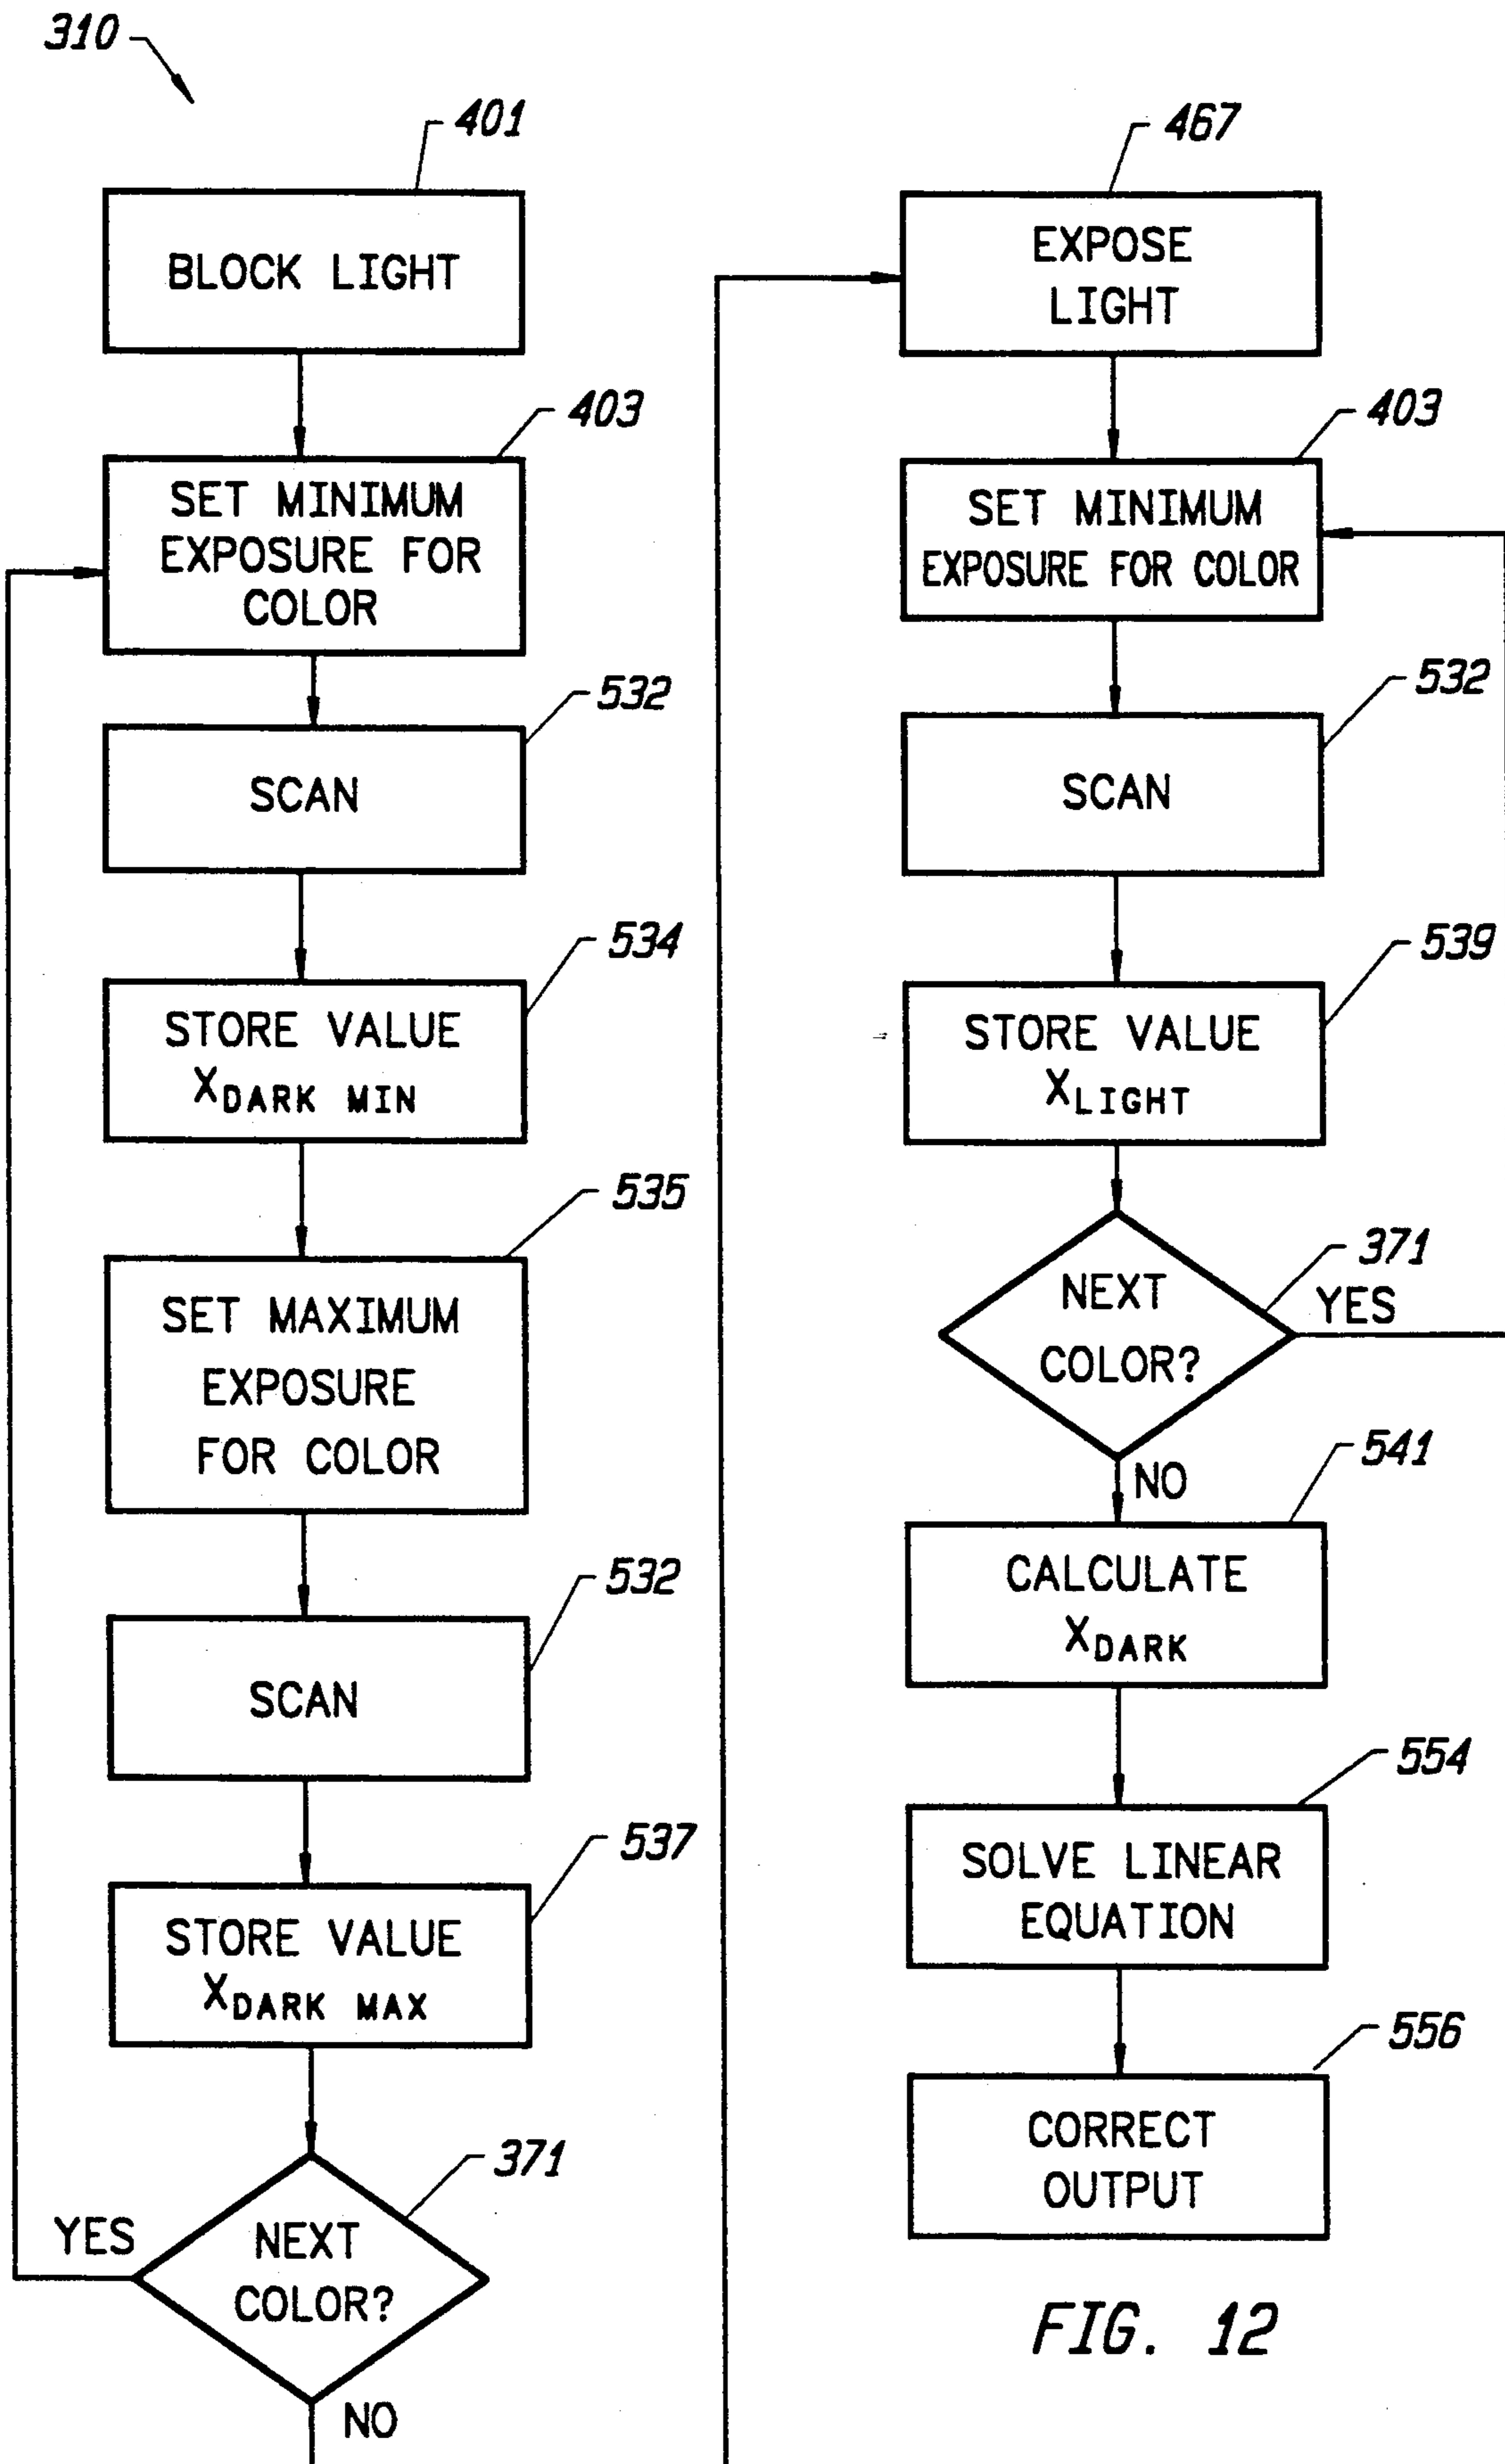 310
401
BLOCK LIGHT
403
SET MINIMUM
EXPOSURE FOR
COLOR
532
SCAN
534
STORE VALUE
XDARK MIN
535
SET MAXIMUM
EXPOSURE
FOR COLOR
532
SCAN
537
STORE VALUE
XDARK MAX
371
YES
NEXT
COLOR?
NO
467
EXPOSE
LIGHT
403
SET MINIMUM
EXPOSURE FOR COLOR
532
SCAN
539
STORE VALUE
XLIGHT
371
NEXT
COLOR?
YES
NO
541
CALCULATE
XDARK
554
SOLVE LINEAR
EQUATION
556
CORRECT
OUTPUT
FIG. 12